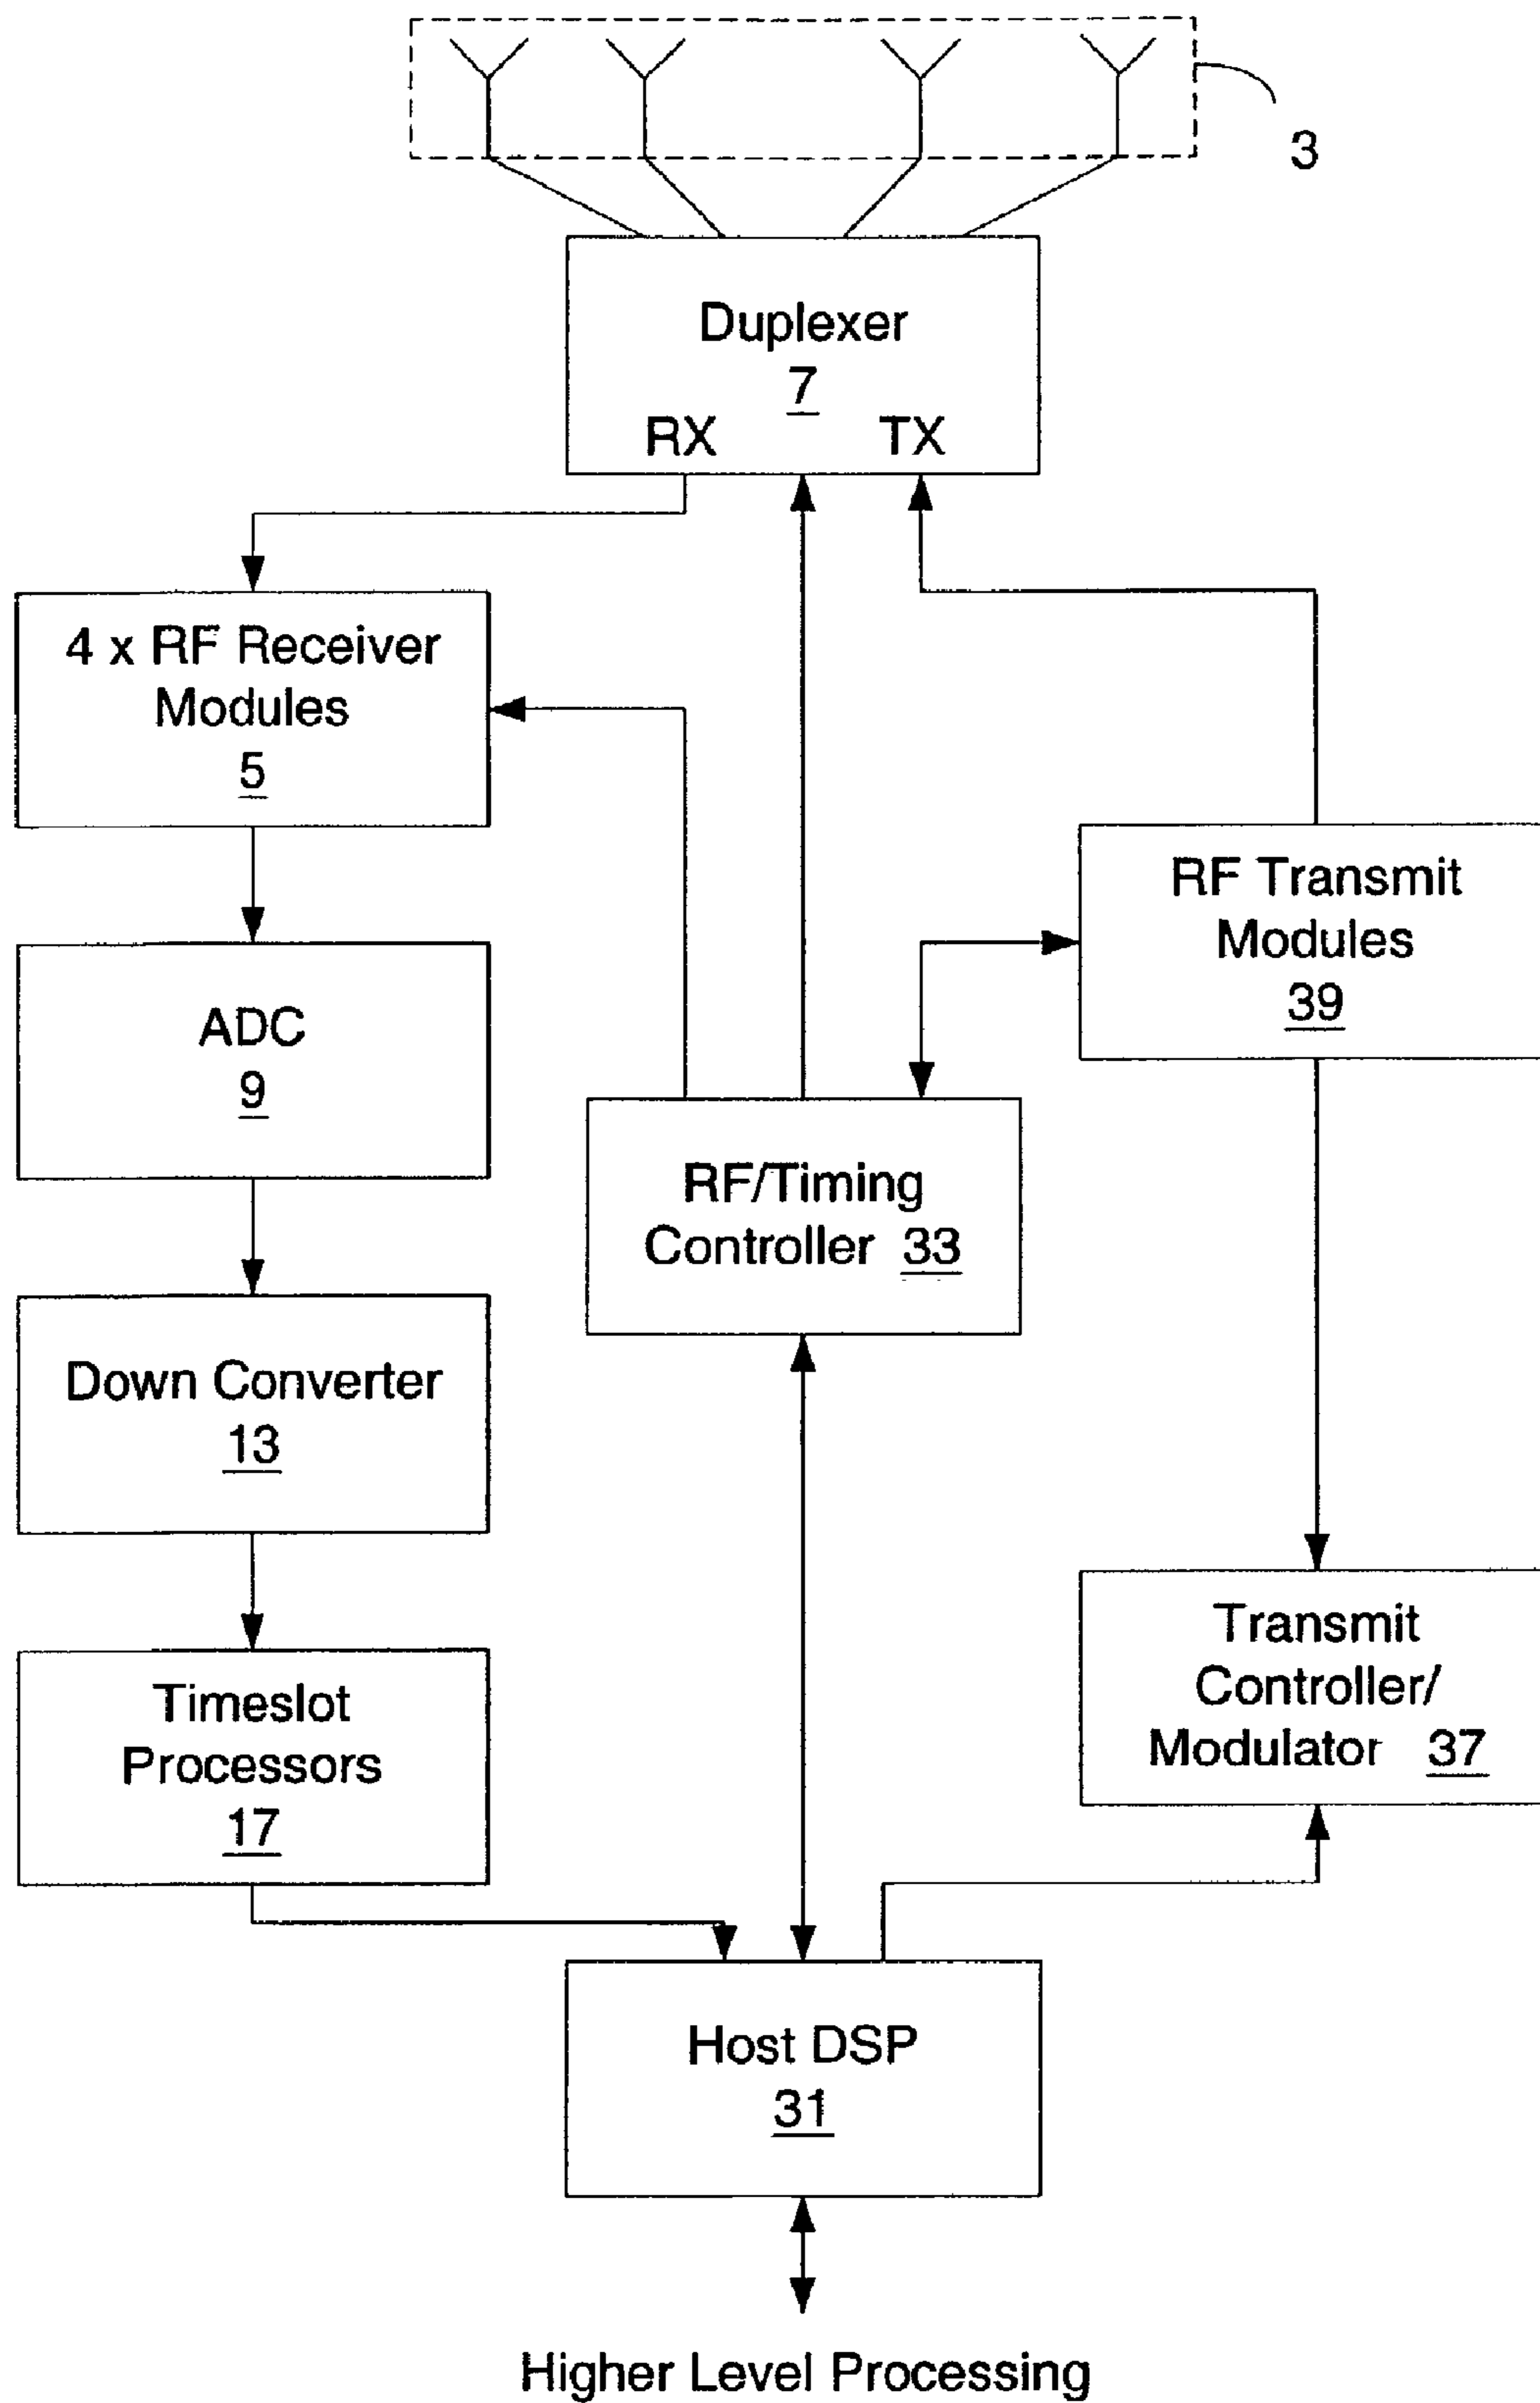 3
Duplexer
7
RX TX
4 x RF Receiver
Modules
5
RF Transmit
Modules
39
ADC
9
RF/Timing
Controller 33
Down Converter
13
Transmit
Controller/
Modulator 37
Timeslot
Processors
17
Host DSP
31
Higher Level Processing